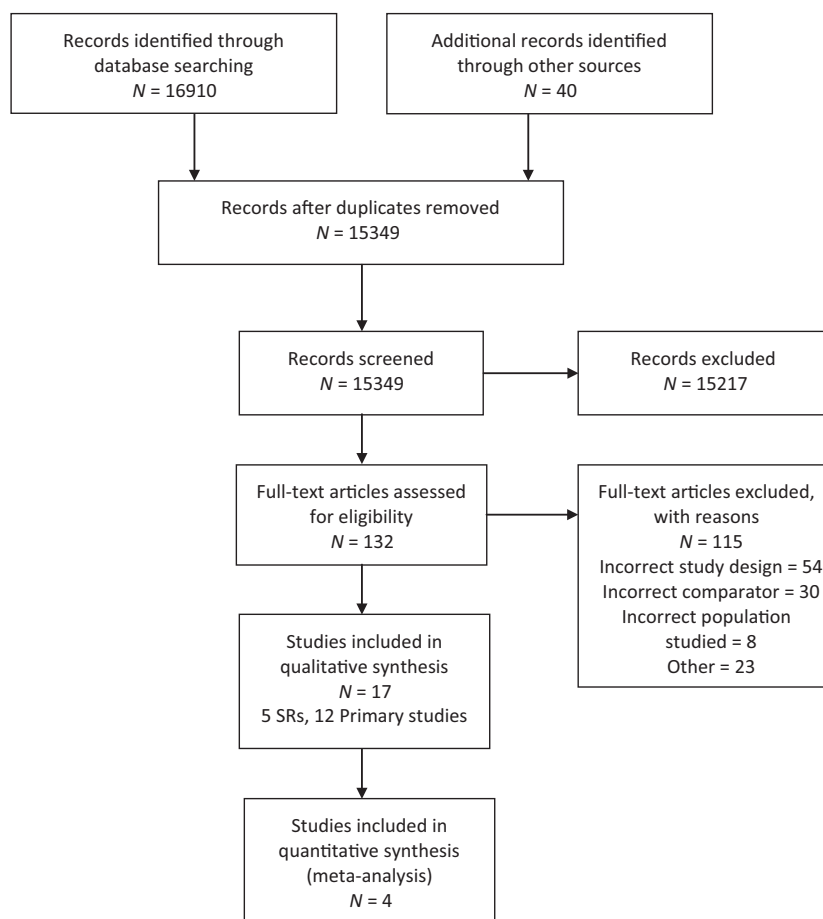 Records identified through
database searching
N = 16910
Additional records identified
through other sources
N = 40
Records after duplicates removed
N = 15349
Records screened
N = 15349
Records excluded
N = 15217
Full-text articles assessed
for eligibility
N = 132
Full-text articles excluded,
with reasons
N = 115
Incorrect study design = 54
Incorrect comparator = 30
Incorrect population
studied = 8
Other = 23
Studies included in
qualitative synthesis
N = 17
5 SRs, 12 Primary studies
Studies included in
quantitative synthesis
(meta-analysis)
N = 4